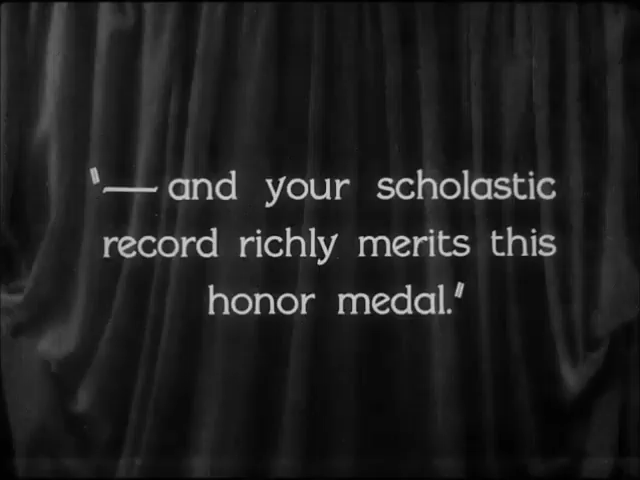 "— and your scholastic
record richly merits this
honor medal."